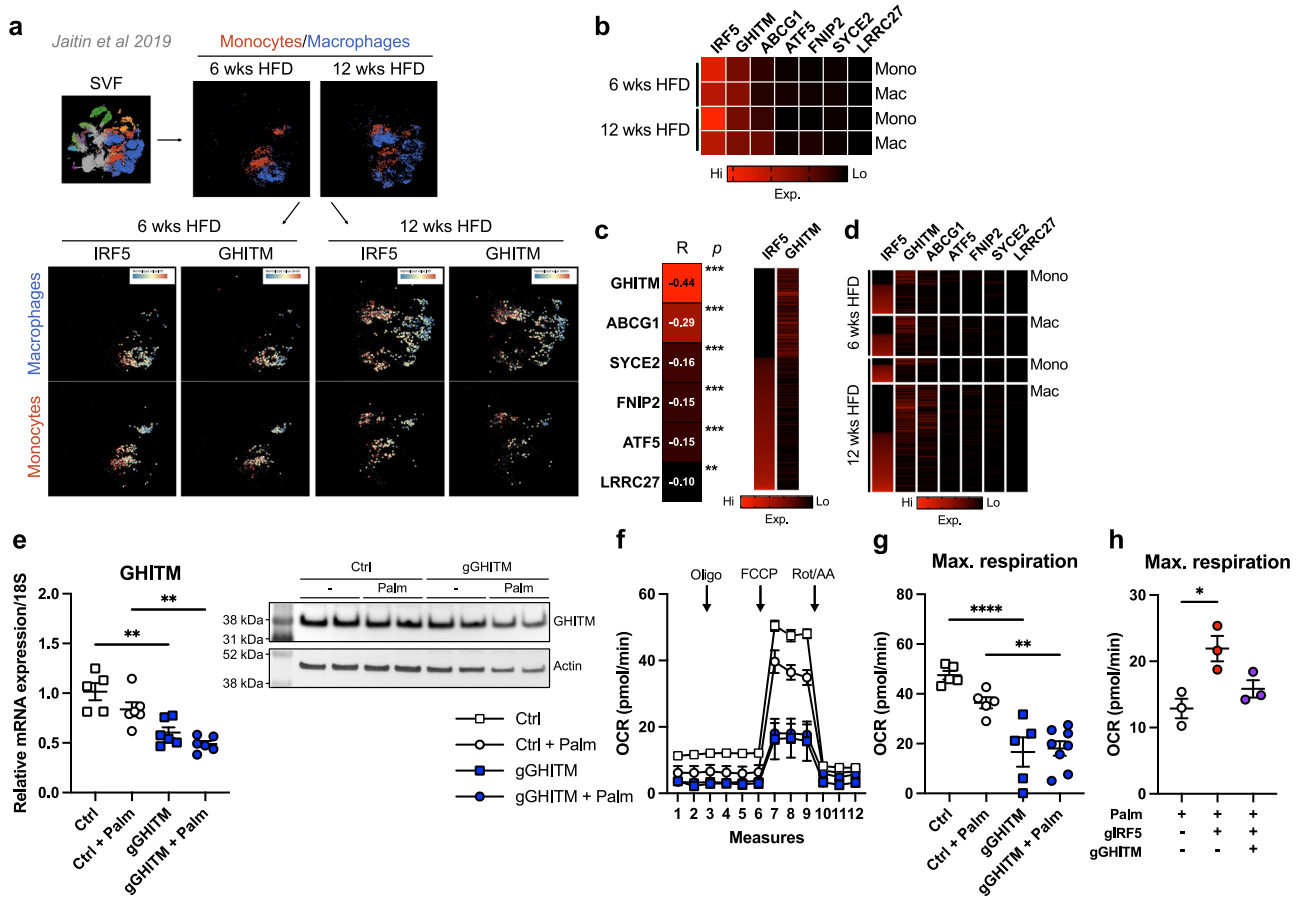 a
Jaitin et al 2019
Monocytes/Macrophages
SVF
6 wks HFD
12 wks HFD
6 wks HFD
12 wks HFD
IRF5
GHITM
IRF5
GHITM
Macrophages
Monocytes
b
IRF5
GHITM
ABCG1
ATF5
FNIP2
SYCE2
LRRC27
6 wks HFD
12 wks HFD
Mono
Mac
Mono
Mac
Hi
Lo
Exp.
c
R
p
IRF5
GHITM
GHITM
-0.44
***
ABCG1
-0.29
***
SYCE2
-0.16
***
FNIP2
-0.15
***
ATF5
-0.15
***
LRRC27
-0.10
**
Hi
Lo
Exp.
d
IRF5
GHITM
ABCG1
ATF5
FNIP2
SYCE2
LRRC27
6 wks HFD
12 wks HFD
Mono
Mac
Mono
Mac
Hi
Lo
Exp.
e
GHITM
Relative mRNA expression/18S
2.0
1.5
1.0
0.5
0.0
**
**
Ctrl
Ctrl + Palm
gGHITM
gGHITM + Palm
Ctrl
gGHITM
-
Palm
-
Palm
38 kDa
31 kDa
GHITM
52 kDa
38 kDa
Actin
Ctrl
Ctrl + Palm
gGHITM
gGHITM + Palm
f
Oligo
FCCP
Rot/AA
OCR (pmol/min)
60
40
20
0
1 2 3 4 5 6 7 8 9 10 11 12
Measures
g
Max. respiration
OCR (pmol/min)
80
60
40
20
0
****
**
Ctrl
Ctrl + Palm
gGHITM
gGHITM + Palm
h
Max. respiration
OCR (pmol/min)
30
20
10
0
*
Palm + + +
gIRF5 - + +
gGHITM - - +